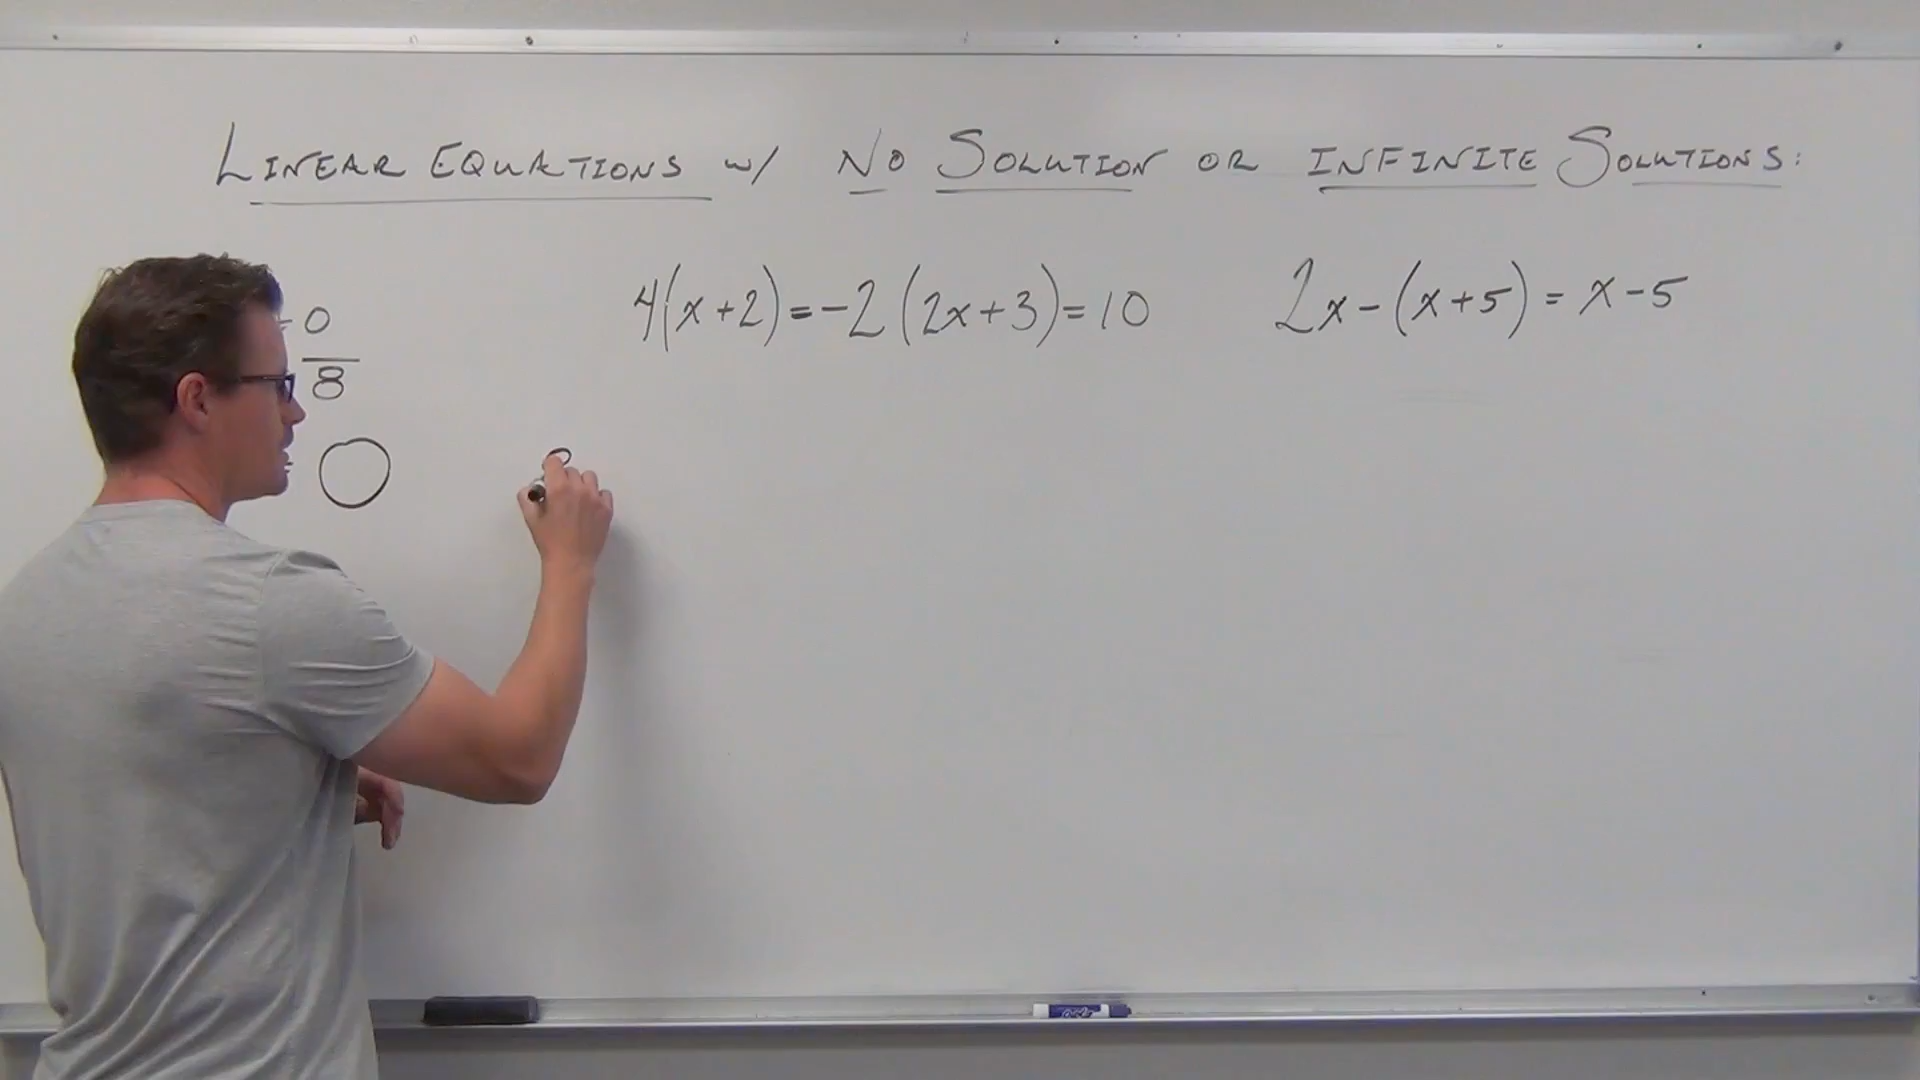 LINEAR EQUATIONS w/ NO SOLUTION OR INFINITE SOLUTIONS:
4(x+2)=-2(2x+3)=10
2x-(x+5)=x-5
0
8